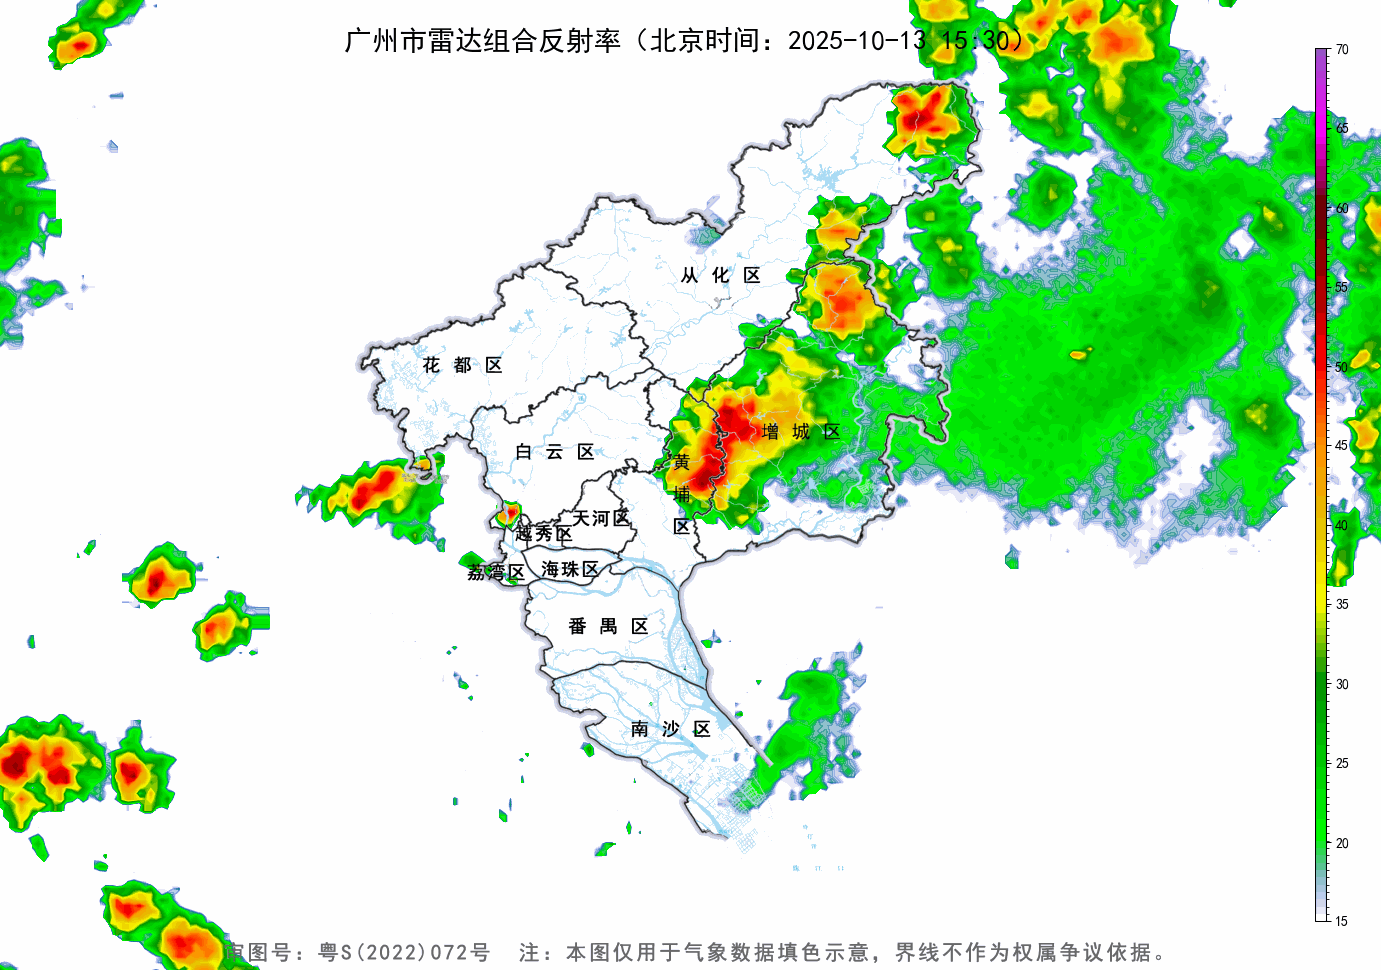 广州市雷达组合反射率（北京时间：2025-10-13 15:30）
70
65
60
55
50
45
40
35
30
25
20
15
从 化 区
花 都 区
增 城 区
白 云 区
黄
埔
区
天河区
越秀区
荔湾区
海珠区
番 禺 区
南 沙 区
审图号：粤S(2022)072号 注：本图仅用于气象数据填色示意，界线不作为权属争议依据。